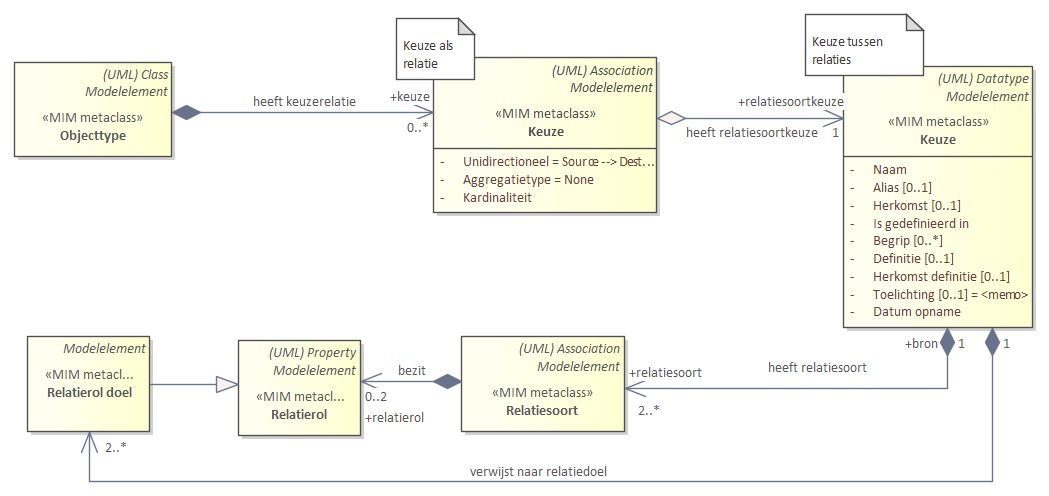 (UML) Class
Modelelement
«MIM metaclass»
Objecttype
heeft keuzerelatie
+keuze
0..*
Keuze als
relatie
(UML) Association
Modelelement
«MIM metaclass»
Keuze
- Unidirectioneel = Source --> Dest...
- Aggregatietype = None
- Kardinaliteit
+relatiesoortkeuze
heeft relatiesoortkeuze
1
Keuze tussen
relaties
(UML) Datatype
Modelelement
«MIM metaclass»
Keuze
- Naam
- Alias [0..1]
- Herkomst [0..1]
- Is gedefinieerd in
- Begrip [0..*]
- Definitie [0..1]
- Herkomst definitie [0..1]
- Toelichting [0..1] = <memo>
- Datum opname
Modelelement
«MIM metacl...
Relatierol doel
2..*
(UML) Property
Modelelement
«MIM metacl...
Relatierol
bezit
0..2
+relatierol
(UML) Association
Modelelement
«MIM metaclass»
Relatiesoort
+relatiesoort
2..*
heeft relatiesoort
+bron
1
1
verwijst naar relatiedoel